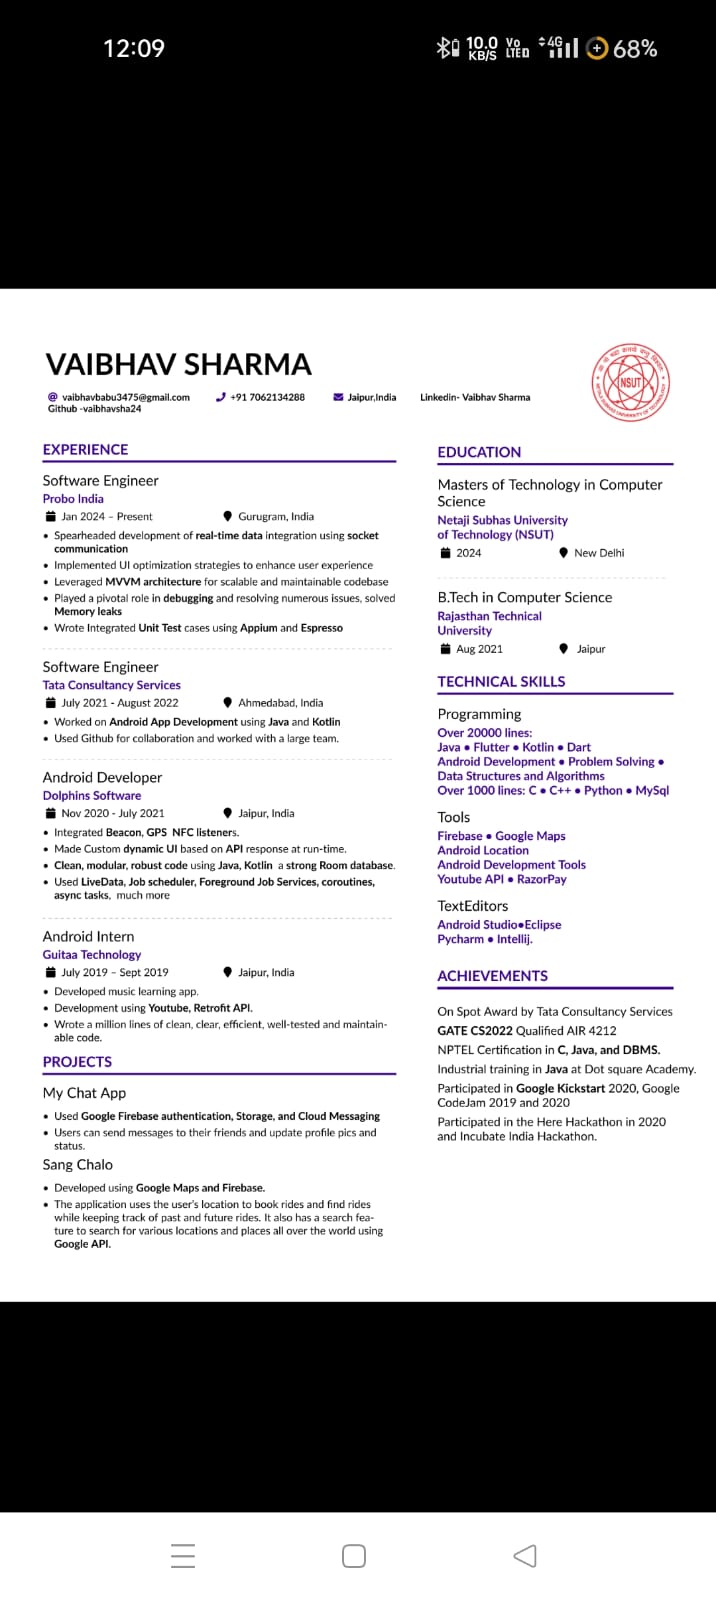 12:09
10.0 KB/S Vo LTE 4G 68%
VAIBHAV SHARMA
vaibhavbabu3475@gmail.com +91 7062134288 Jaipur,India Linkedin- Vaibhav Sharma
Github -vaibhavsha24
NSUT
EXPERIENCE
Software Engineer
Probo India
Jan 2024 – Present Gurugram, India
• Spearheaded development of real-time data integration using socket
communication
• Implemented UI optimization strategies to enhance user experience
• Leveraged MVVM architecture for scalable and maintainable codebase
• Played a pivotal role in debugging and resolving numerous issues, solved
Memory leaks
• Wrote Integrated Unit Test cases using Appium and Espresso
Software Engineer
Tata Consultancy Services
July 2021 - August 2022 Ahmedabad, India
• Worked on Android App Development using Java and Kotlin
• Used Github for collaboration and worked with a large team.
Android Developer
Dolphins Software
Nov 2020 - July 2021 Jaipur, India
• Integrated Beacon, GPS NFC listeners.
• Made Custom dynamic UI based on API response at run-time.
• Clean, modular, robust code using Java, Kotlin a strong Room database.
• Used LiveData, Job scheduler, Foreground Job Services, coroutines,
async tasks, much more
Android Intern
Guitaa Technology
July 2019 – Sept 2019 Jaipur, India
• Developed music learning app.
• Development using Youtube, Retrofit API.
• Wrote a million lines of clean, clear, efficient, well-tested and maintain-
able code.
PROJECTS
My Chat App
• Used Google Firebase authentication, Storage, and Cloud Messaging
• Users can send messages to their friends and update profile pics and
status.
Sang Chalo
• Developed using Google Maps and Firebase.
• The application uses the user's location to book rides and find rides
while keeping track of past and future rides. It also has a search fea-
ture to search for various locations and places all over the world using
Google API.
EDUCATION
Masters of Technology in Computer
Science
Netaji Subhas University
of Technology (NSUT)
2024 New Delhi
B.Tech in Computer Science
Rajasthan Technical
University
Aug 2021 Jaipur
TECHNICAL SKILLS
Programming
Over 20000 lines:
Java • Flutter • Kotlin • Dart
Android Development • Problem Solving •
Data Structures and Algorithms
Over 1000 lines: C • C++ • Python • MySql
Tools
Firebase • Google Maps
Android Location
Android Development Tools
Youtube API • RazorPay
TextEditors
Android Studio•Eclipse
Pycharm • Intellij.
ACHIEVEMENTS
On Spot Award by Tata Consultancy Services
GATE CS2022 Qualified AIR 4212
NPTEL Certification in C, Java, and DBMS.
Industrial training in Java at Dot square Academy.
Participated in Google Kickstart 2020, Google
CodeJam 2019 and 2020
Participated in the Here Hackathon in 2020
and Incubate India Hackathon.